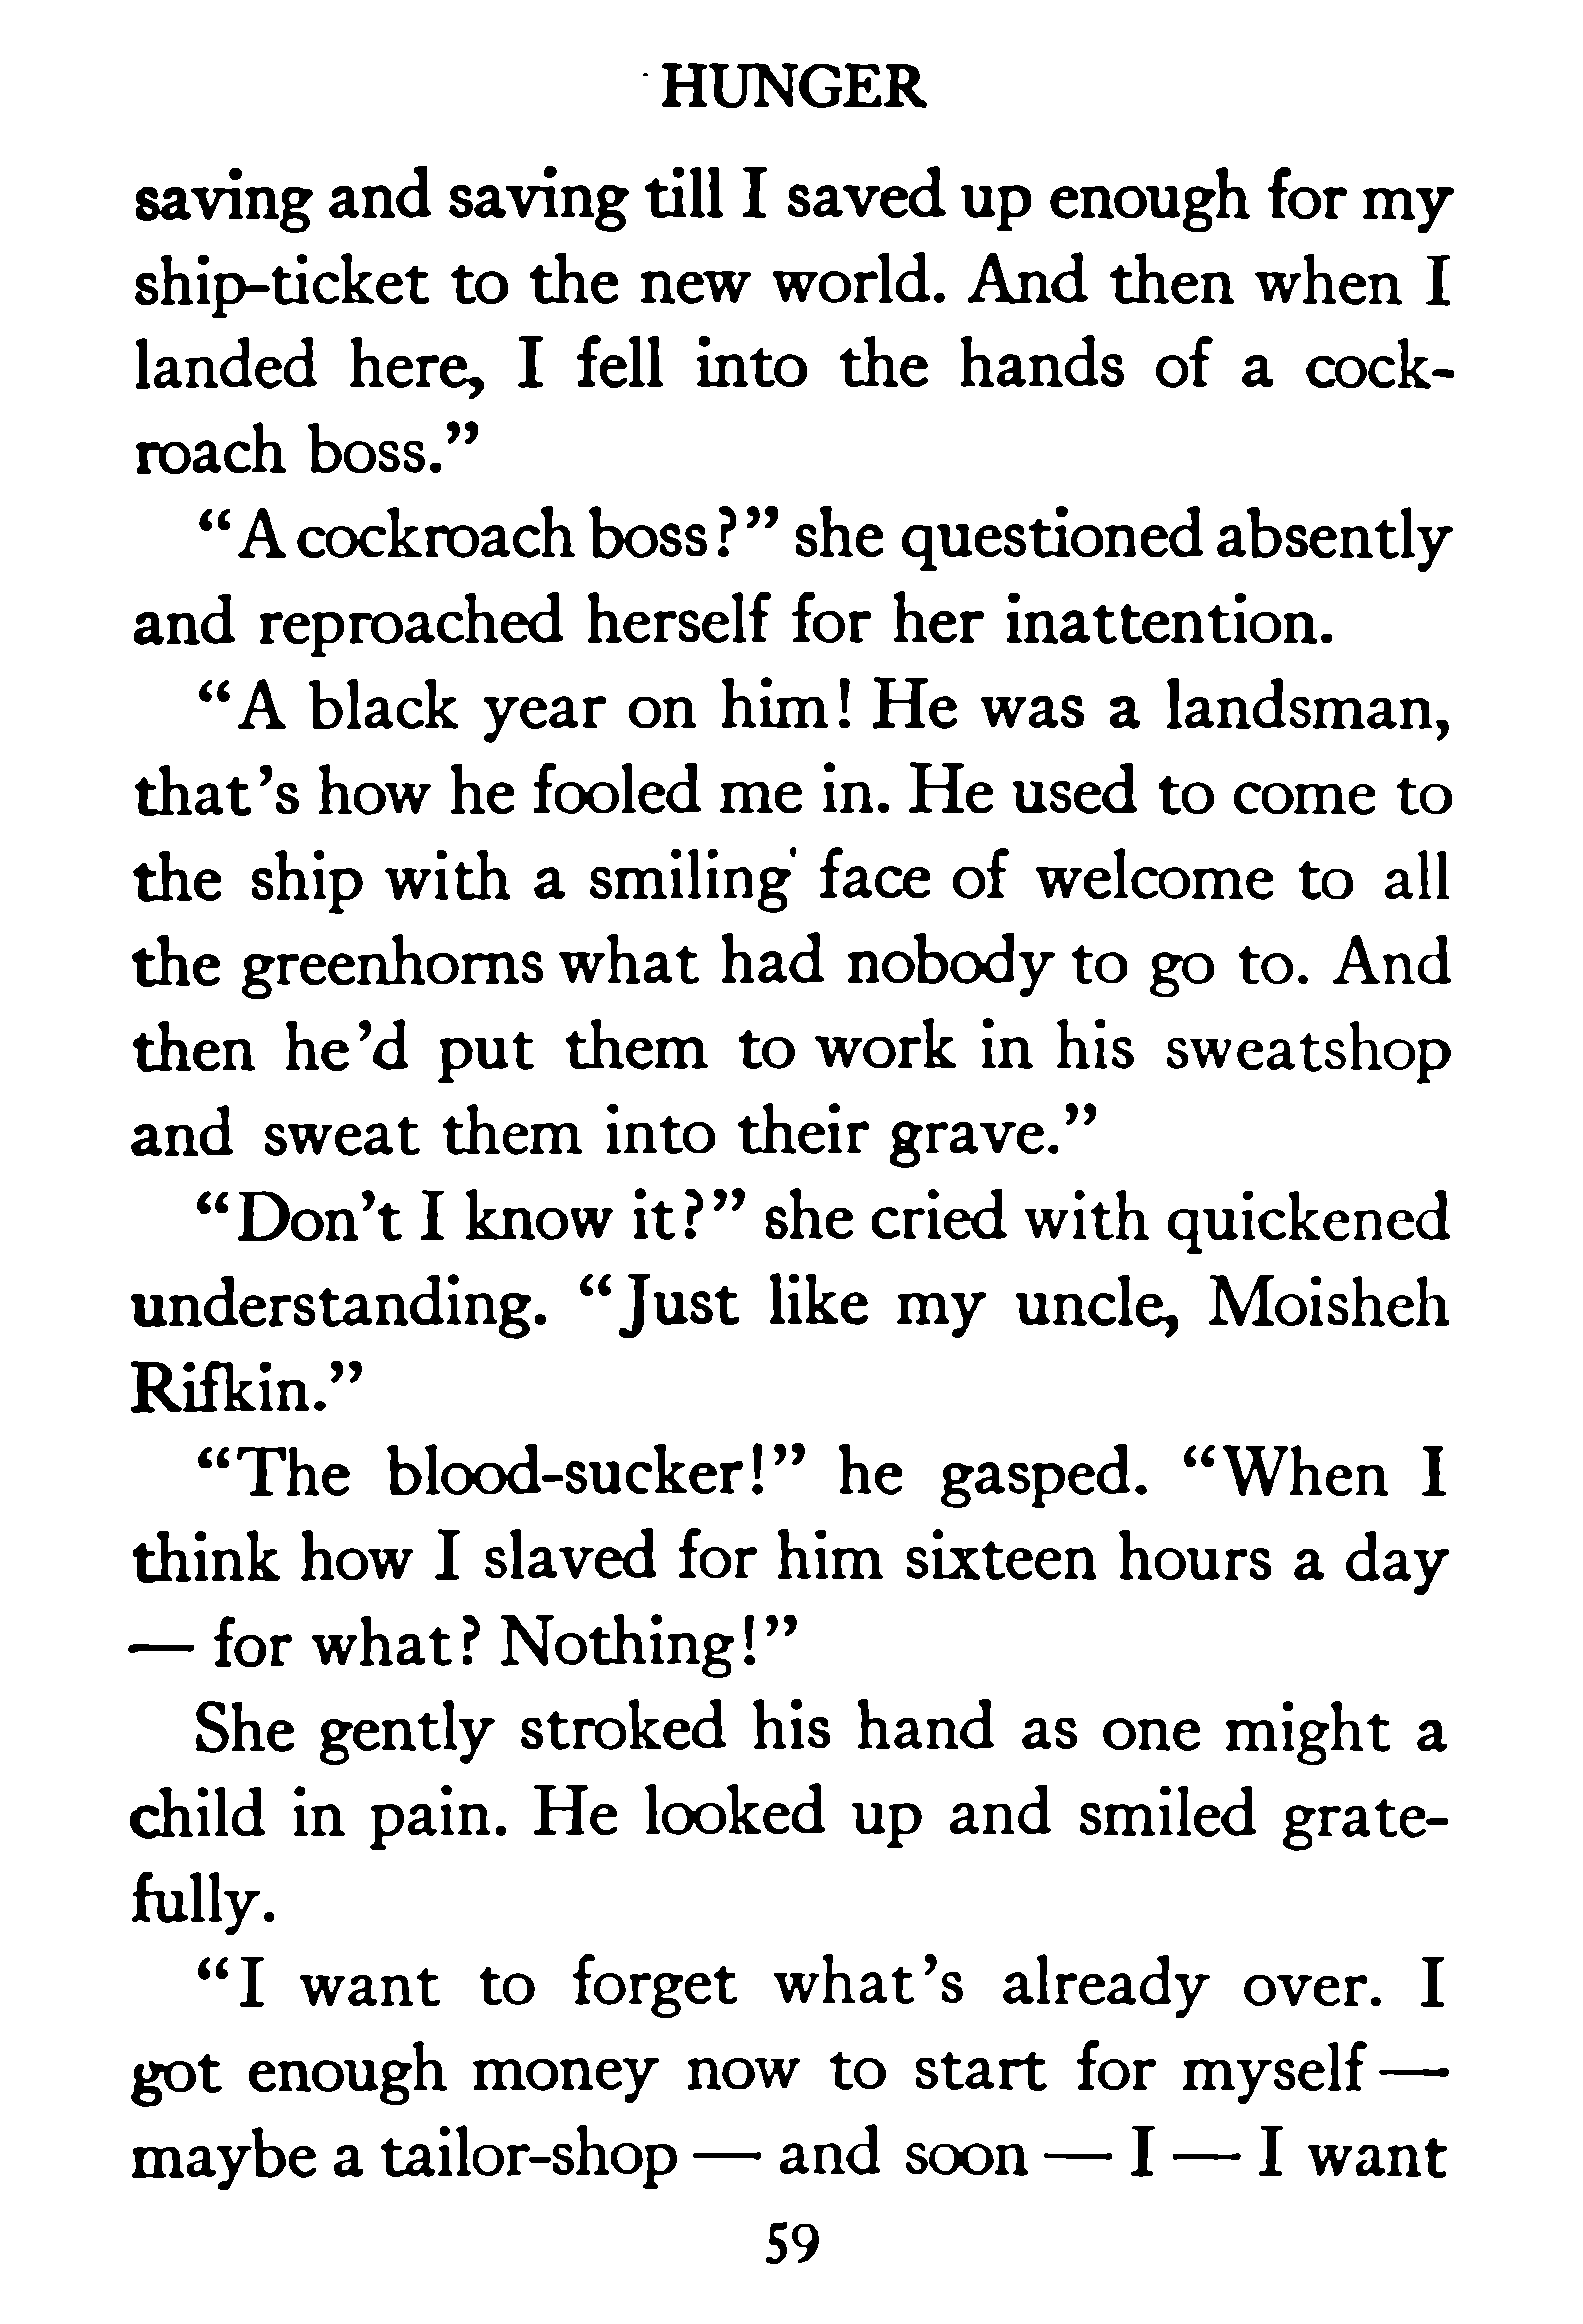 HUNGER
saving and saving till I saved up enough for my
ship-ticket to the new world. And then when I
landed here, I fell into the hands of a cock-
roach boss.”
“A cockroach boss?” she questioned absently
and reproached herself for her inattention.
“A black year on him! He was a landsman,
that’s how he fooled me in. He used to come to
the ship with a smiling face of welcome to all
the greenhorns what had nobody to go to. And
then he’d put them to work in his sweatshop
and sweat them into their grave.”
“Don’t I know it?” she cried with quickened
understanding. “Just like my uncle, Moisheh
Rifkin.”
“The blood-sucker!” he gasped. “When I
think how I slaved for him sixteen hours a day
— for what? Nothing!”
She gently stroked his hand as one might a
child in pain. He looked up and smiled grate-
fully.
“I want to forget what’s already over. I
got enough money now to start for myself —
maybe a tailor-shop — and soon — I — I want
59